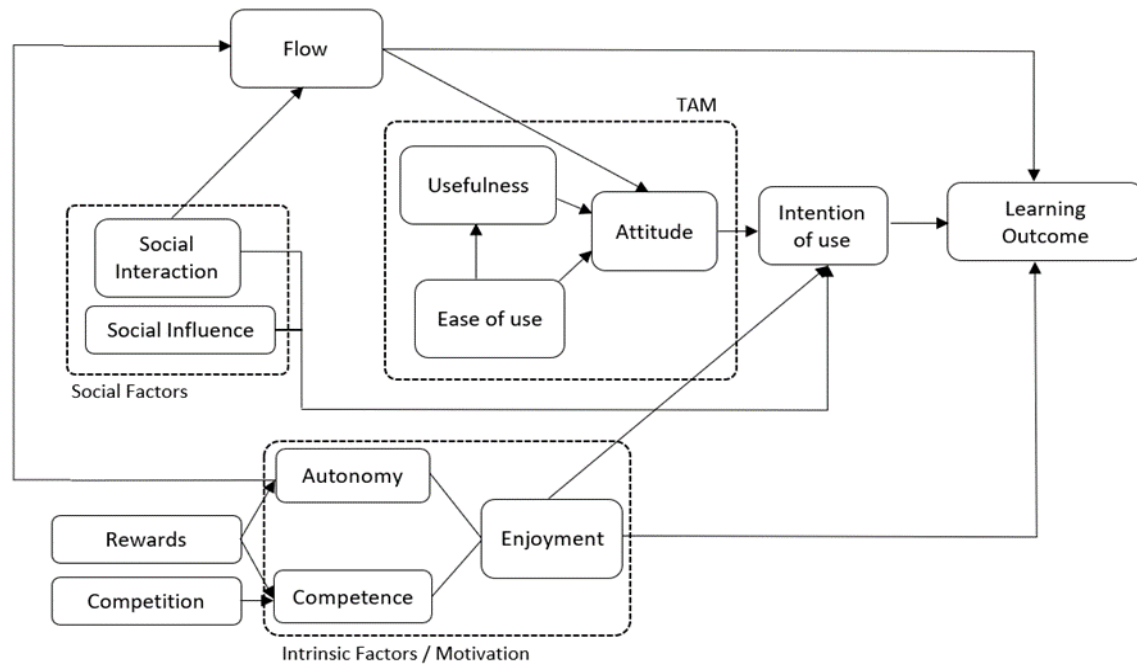 Flow
TAM
Usefulness
Attitude
Ease of use
Intention
of use
Learning
Outcome
Social
Interaction
Social Influence
Social Factors
Autonomy
Rewards
Enjoyment
Competition
Competence
Intrinsic Factors / Motivation